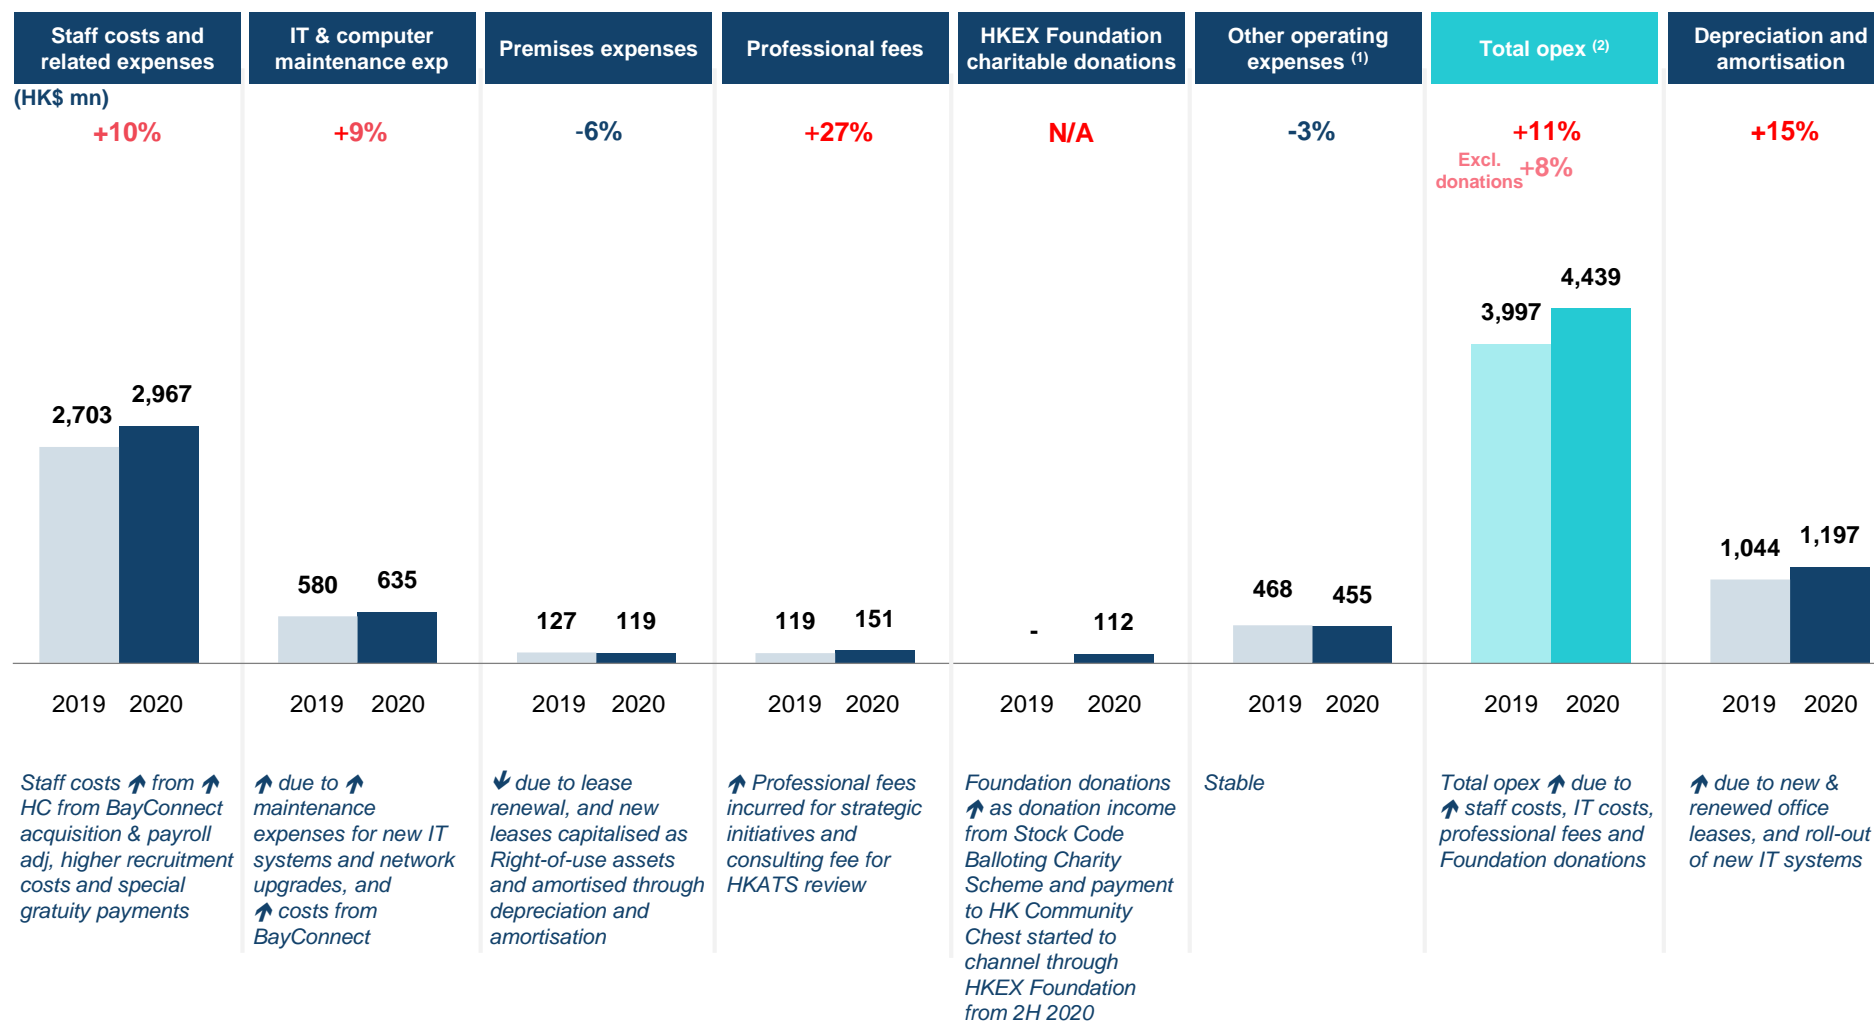 Staff costs and
related expenses
IT & computer
maintenance exp
Premises expenses
Professional fees
HKEX Foundation
charitable donations
Other operating
expenses (1)
Total opex (2)
Depreciation and
amortisation
(HK$ mn)
+10%
+9%
-6%
+27%
N/A
-3%
+11%
Excl.
donations
+8%
+15%
2,703
2,967
580
635
127
119
119
151
-
112
468
455
3,997
4,439
1,044
1,197
2019 2020
2019 2020
2019 2020
2019 2020
2019 2020
2019 2020
2019 2020
2019 2020
Staff costs ↑ from ↑
HC from BayConnect
acquisition & payroll
adj, higher recruitment
costs and special
gratuity payments
↑ due to ↑
maintenance
expenses for new IT
systems and network
upgrades, and
↑ costs from
BayConnect
↓ due to lease
renewal, and new
leases capitalised as
Right-of-use assets
and amortised through
depreciation and
amortisation
↑ Professional fees
incurred for strategic
initiatives and
consulting fee for
HKATS review
Foundation donations
↑ as donation income
from Stock Code
Balloting Charity
Scheme and payment
to HK Community
Chest started to
channel through
HKEX Foundation
from 2H 2020
Stable
Total opex ↑ due to
↑ staff costs, IT costs,
professional fees and
Foundation donations
↑ due to new &
renewed office
leases, and roll-out
of new IT systems